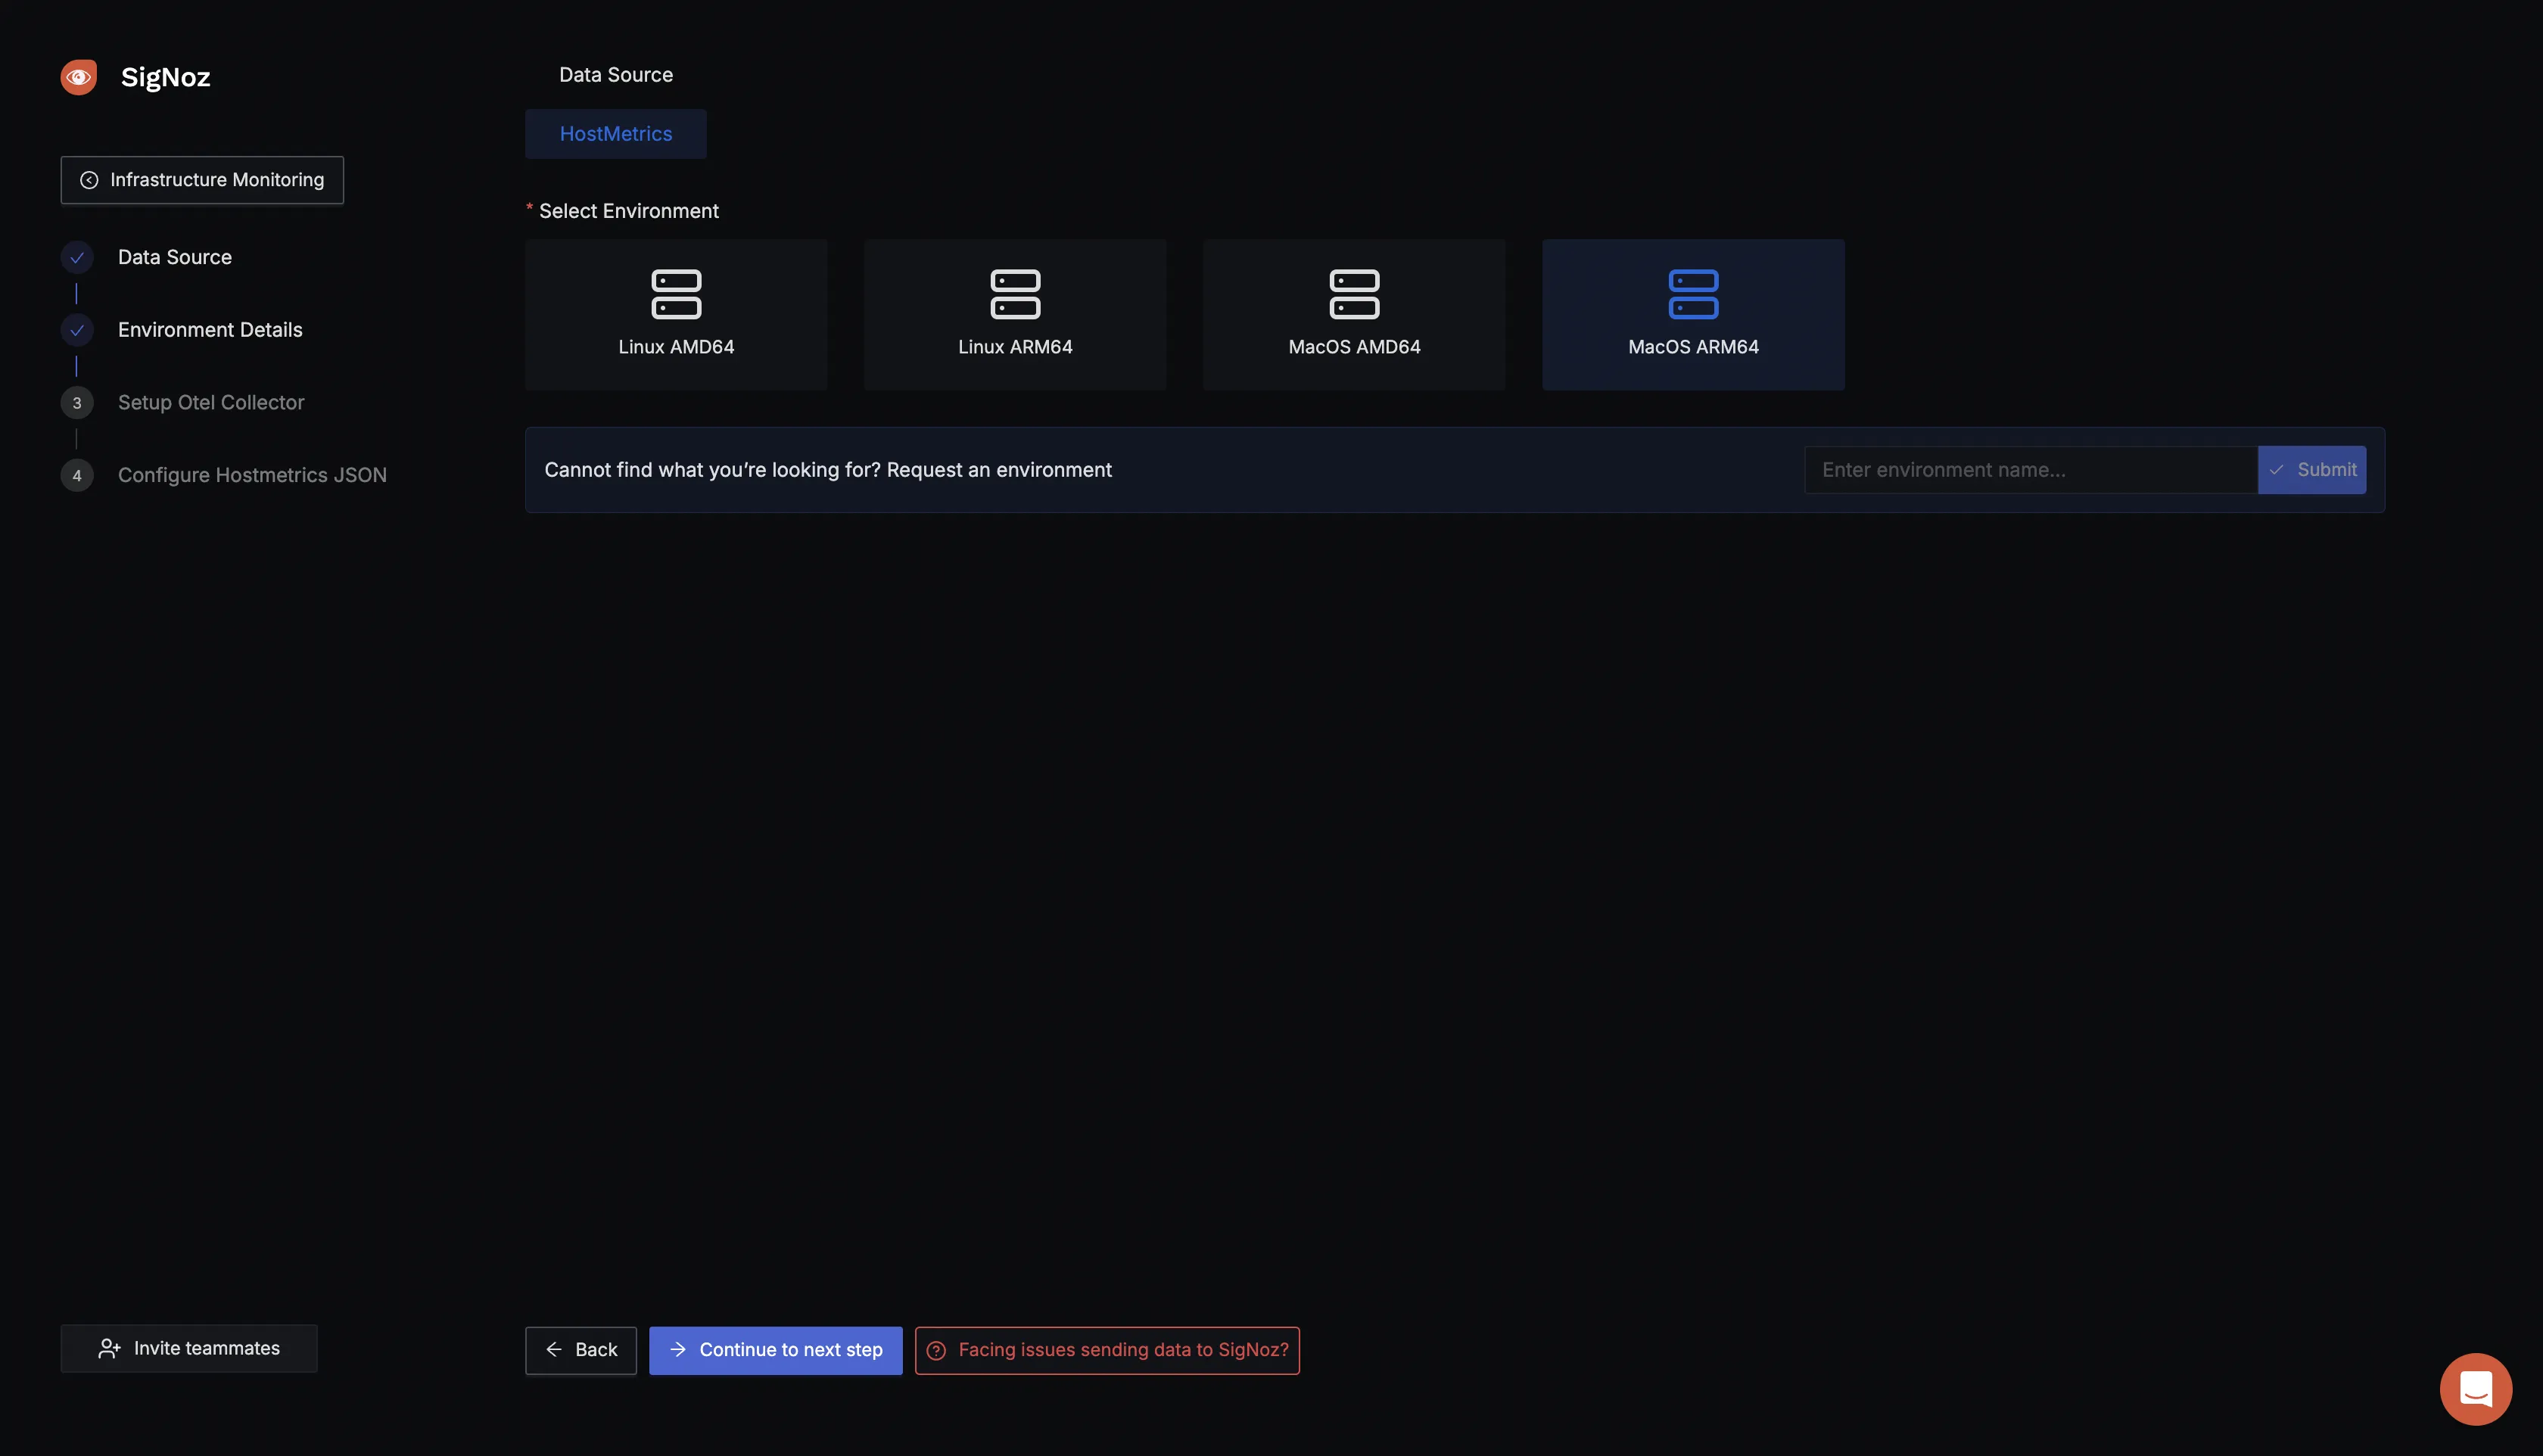 SigNoz
Infrastructure Monitoring
Data Source
Environment Details
3 Setup Otel Collector
4 Configure Hostmetrics JSON
Invite teammates
Data Source
HostMetrics
* Select Environment
Linux AMD64
Linux ARM64
MacOS AMD64
MacOS ARM64
Cannot find what you’re looking for? Request an environment
Enter environment name...
Submit
Back
Continue to next step
Facing issues sending data to SigNoz?